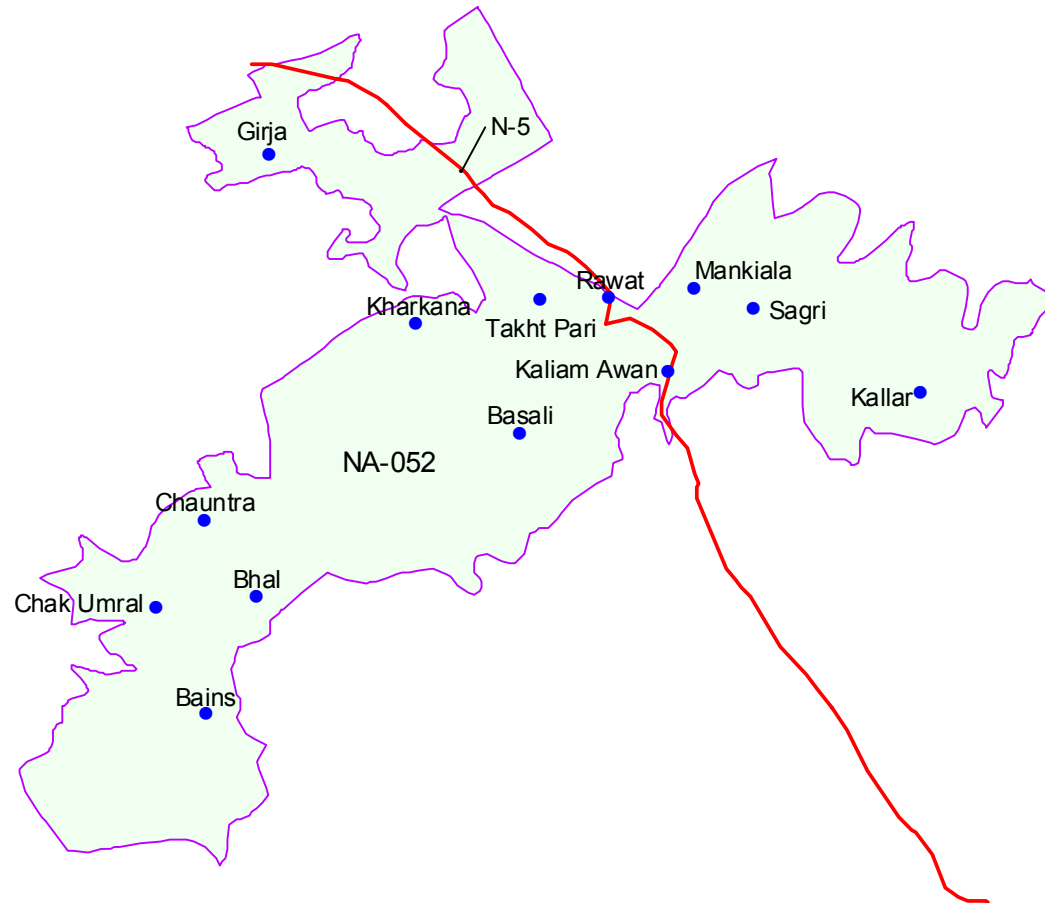 N-5
Girja
Mankiala
Rawat
Sagri
Kharkana
Takht Pari
Kaliam Awan
Kallar
Basali
NA-052
Chauntra
Bhal
Chak Umral
Bains